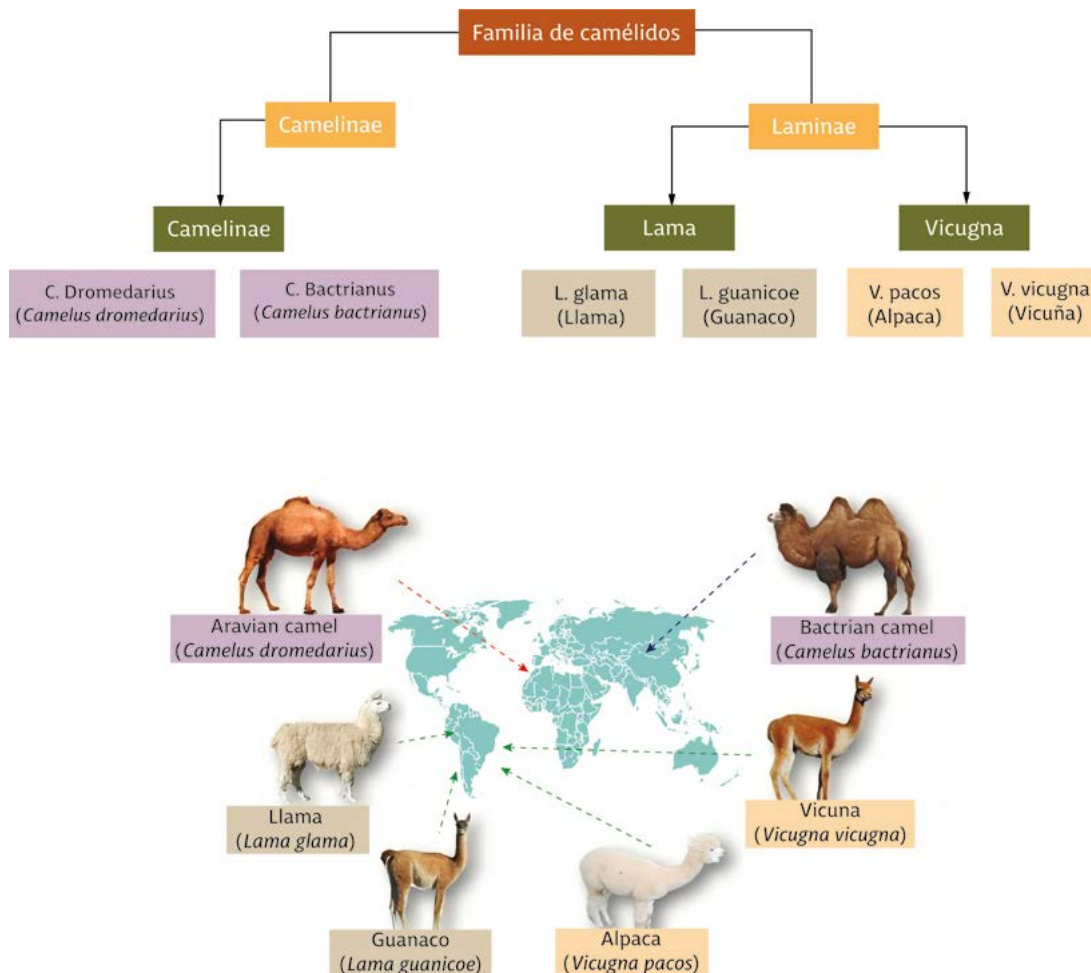 Familia de camélidos
Camelinae
Laminae
Camelinae
Lama
Vicugna
C. Dromedarius
(Camelus dromedarius)
C. Bactrianus
(Camelus bactrianus)
L. glama
(Llama)
L. guanicoe
(Guanaco)
V. pacos
(Alpaca)
V. vicugna
(Vicuña)
Aravian camel
(Camelus dromedarius)
Bactrian camel
(Camelus bactrianus)
Llama
(Lama glama)
Vicuna
(Vicugna vicugna)
Guanaco
(Lama guanicoe)
Alpaca
(Vicugna pacos)